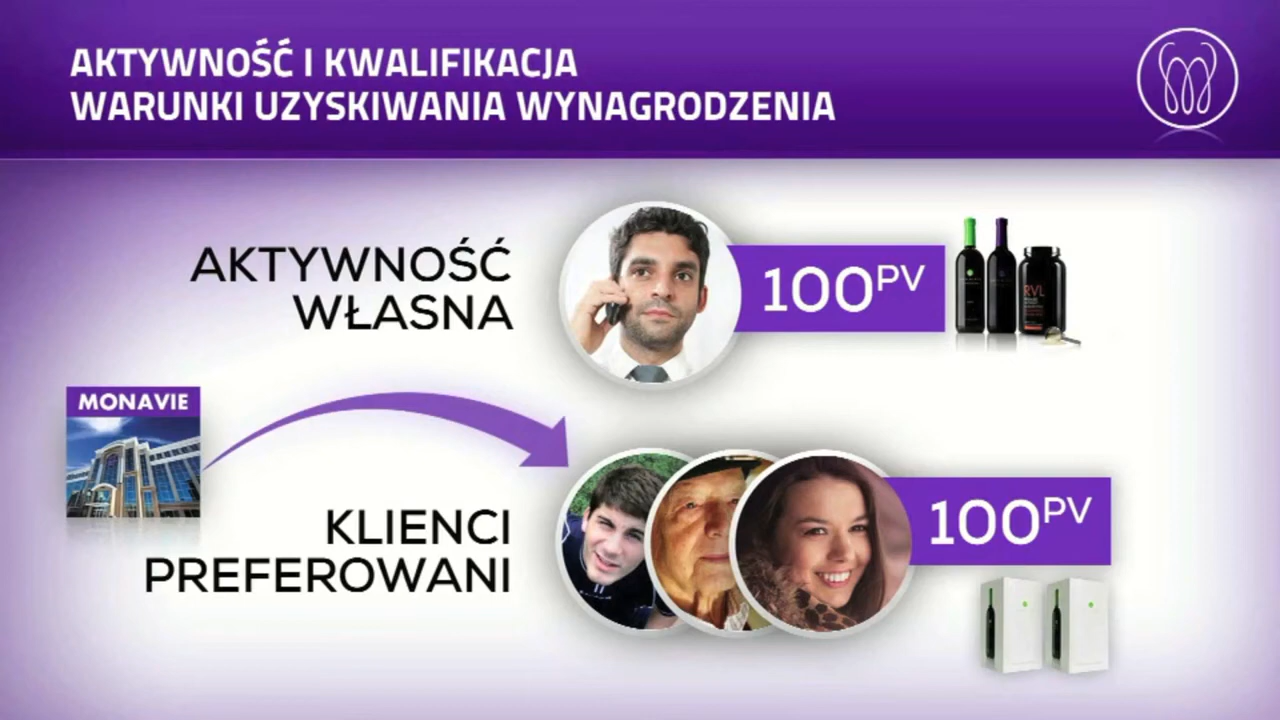 AKTYWNOŚĆ I KWALIFIKACJA
WARUNKI UZYSKIWANIA WYNAGRODZENIA
AKTYWNOŚĆ
WŁASNA
100PV
RVL
MONAVIE
KLIENCI
PREFEROWANI
100PV